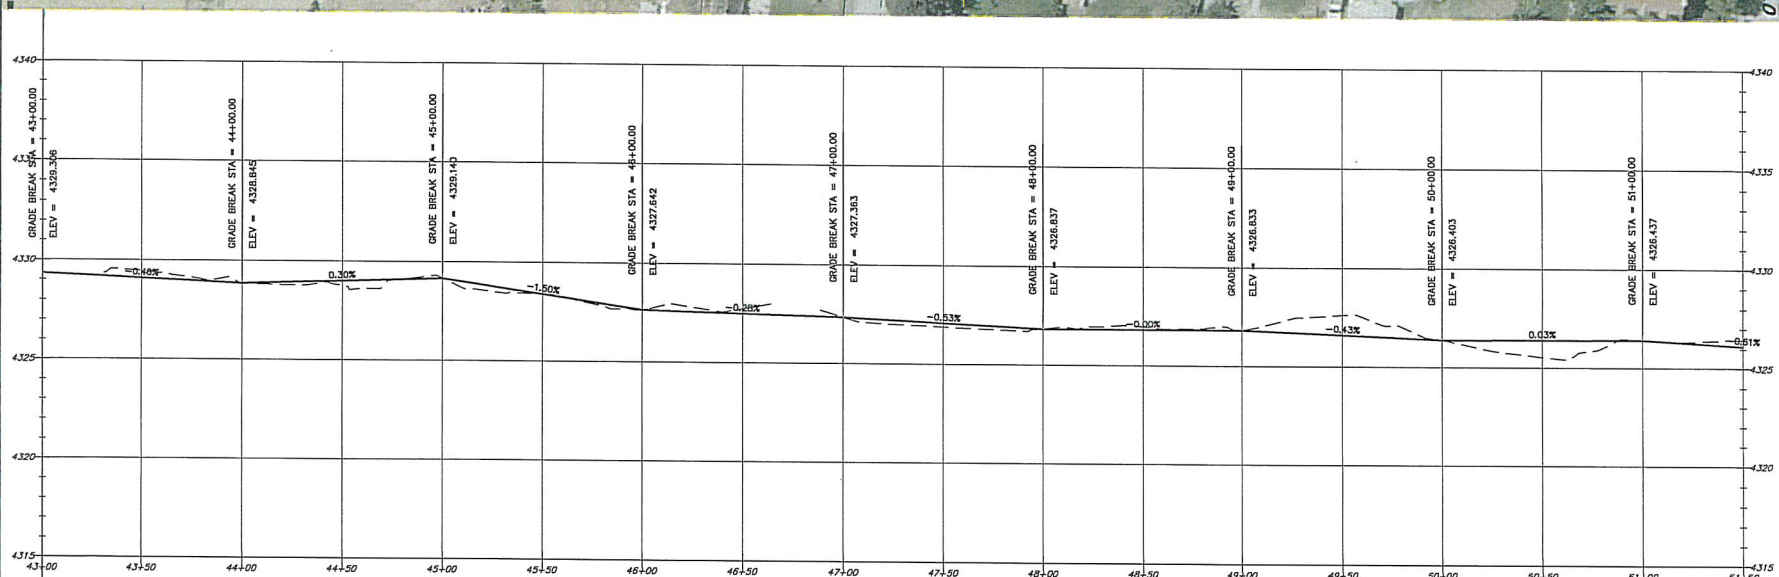 4340
4335
4330
4325
4320
4315
GRADE BREAK STA = 43+00.00
ELEV = 4329.306
GRADE BREAK STA = 44+00.00
ELEV = 4328.845
GRADE BREAK STA = 45+00.00
ELEV = 4329.140
GRADE BREAK STA = 46+00.00
ELEV = 4327.642
GRADE BREAK STA = 47+00.00
ELEV = 4327.363
GRADE BREAK STA = 48+00.00
ELEV = 4326.837
GRADE BREAK STA = 49+00.00
ELEV = 4326.833
GRADE BREAK STA = 50+00.00
ELEV = 4326.403
GRADE BREAK STA = 51+00.00
ELEV = 4326.437
-0.46%
0.30%
-1.50%
-0.28%
-0.53%
-0.00%
-0.43%
0.03%
-0.61%
4340
4335
4330
4325
4320
4315
43+00
43+50
44+00
44+50
45+00
45+50
46+00
46+50
47+00
47+50
48+00
48+50
49+00
49+50
50+00
50+50
51+00